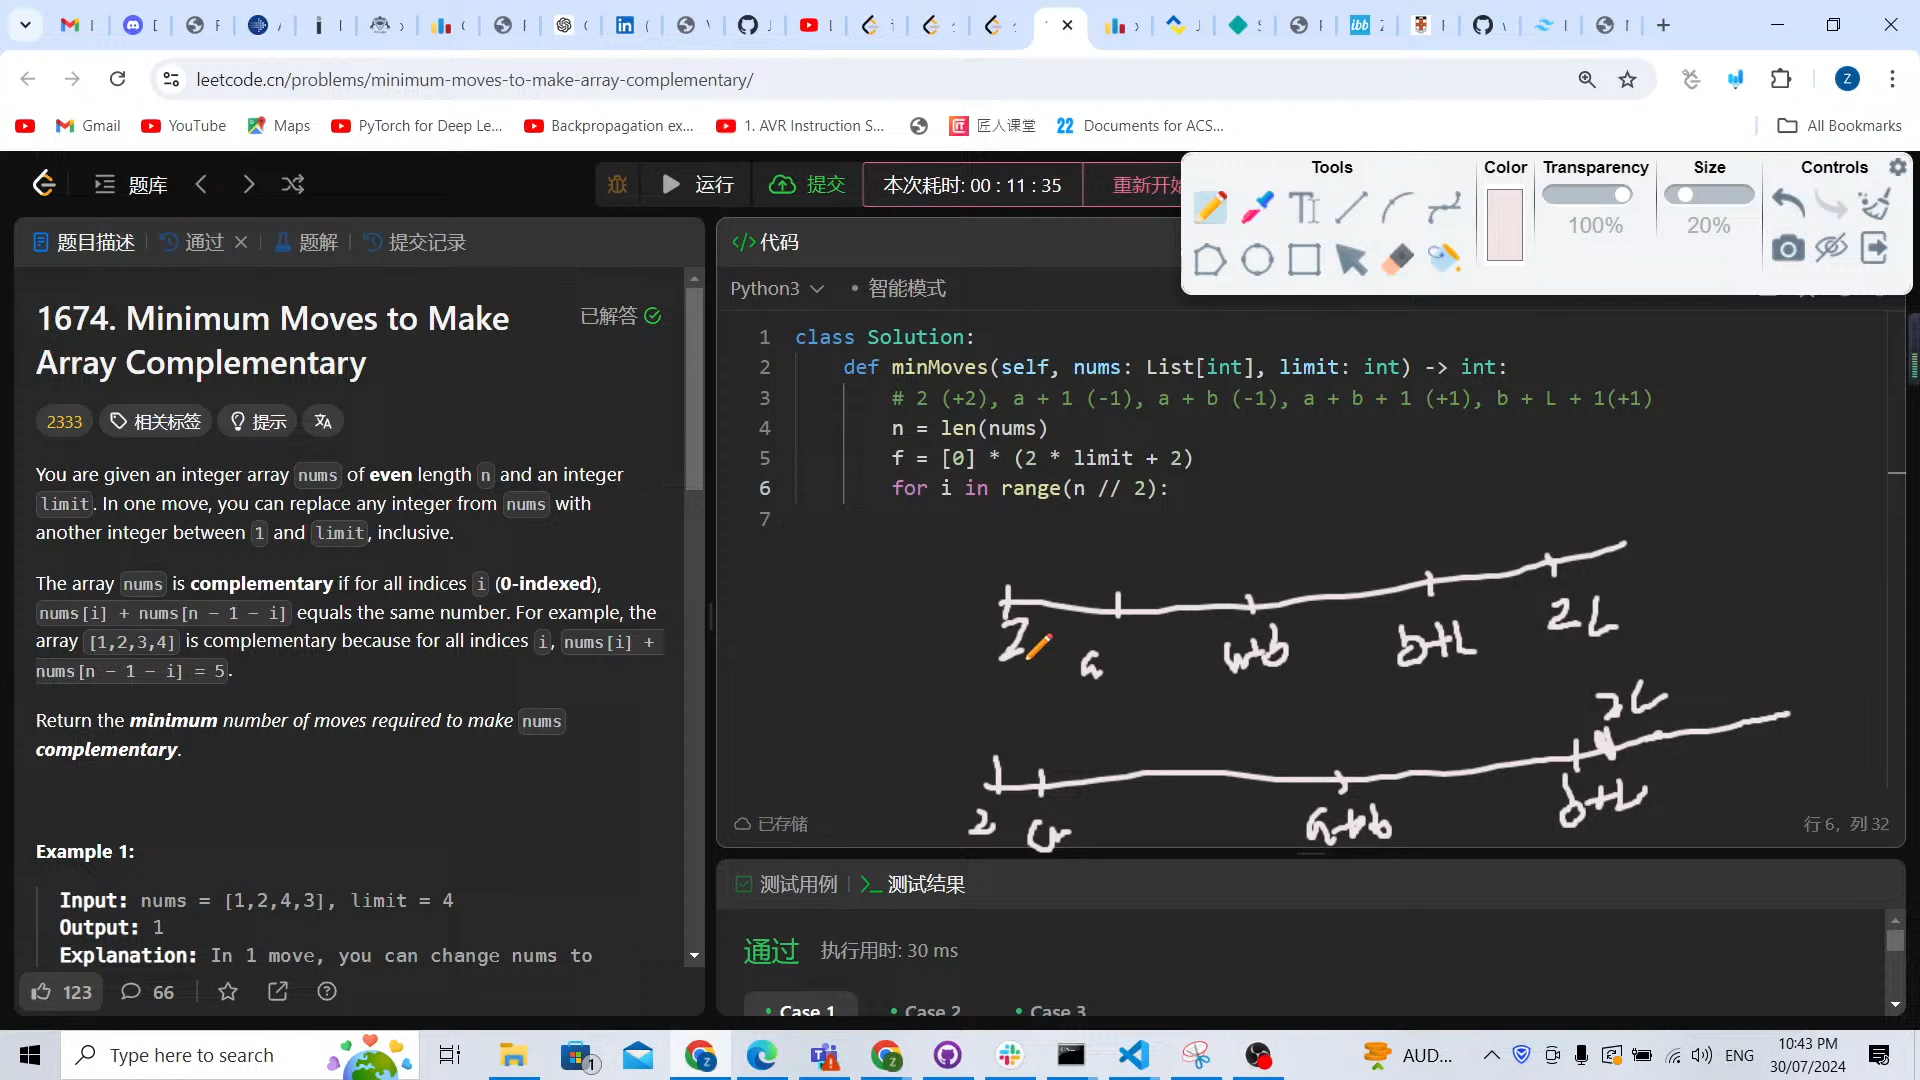 leetcode.cn/problems/minimum-moves-to-make-array-complementary/
Z
Gmail
YouTube
Maps
PyTorch for Deep Le...
Backpropagation ex...
1. AVR Instruction S...
匠人课堂
22 Documents for ACS...
All Bookmarks
题库
运行
提交
本次耗时: 00 : 11 : 35
重新开始
Tools
Color
Transparency
Size
Controls
100%
20%
题目描述
通过
题解
提交记录
代码
Python3
智能模式
1674. Minimum Moves to Make Array Complementary
已解答
2333
相关标签
提示
You are given an integer array nums of even length n and an integer
limit. In one move, you can replace any integer from nums with
another integer between 1 and limit, inclusive.
The array nums is complementary if for all indices i (0-indexed),
nums[i] + nums[n - 1 - i] equals the same number. For example, the
array [1,2,3,4] is complementary because for all indices i, nums[i] +
nums[n - 1 - i] = 5.
Return the minimum number of moves required to make nums
complementary.
Example 1:
Input: nums = [1,2,4,3], limit = 4
Output: 1
Explanation: In 1 move, you can change nums to
123
66
1 class Solution:
2 def minMoves(self, nums: List[int], limit: int) -> int:
3 # 2 (+2), a + 1 (-1), a + b (-1), a + b + 1 (+1), b + L + 1(+1)
4 n = len(nums)
5 f = [0] * (2 * limit + 2)
6 for i in range(n // 2):
7
2 a a+b b+L 2L
2L
2 a a+b b+L
已存储
行 6, 列 32
测试用例
测试结果
通过
执行用时: 30 ms
Case 1
Case 2
Case 3
Type here to search
1
AUD...
ENG
10:43 PM
30/07/2024